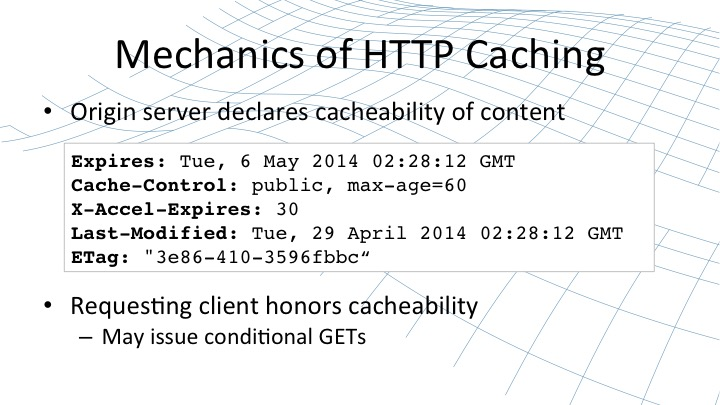 Mechanics of HTTP Caching
• Origin server declares cacheability of content
Expires: Tue, 6 May 2014 02:28:12 GMT
Cache-Control: public, max-age=60
X-Accel-Expires: 30
Last-Modified: Tue, 29 April 2014 02:28:12 GMT
ETag: "3e86-410-3596fbbc“
• Requesting client honors cacheability
– May issue conditional GETs